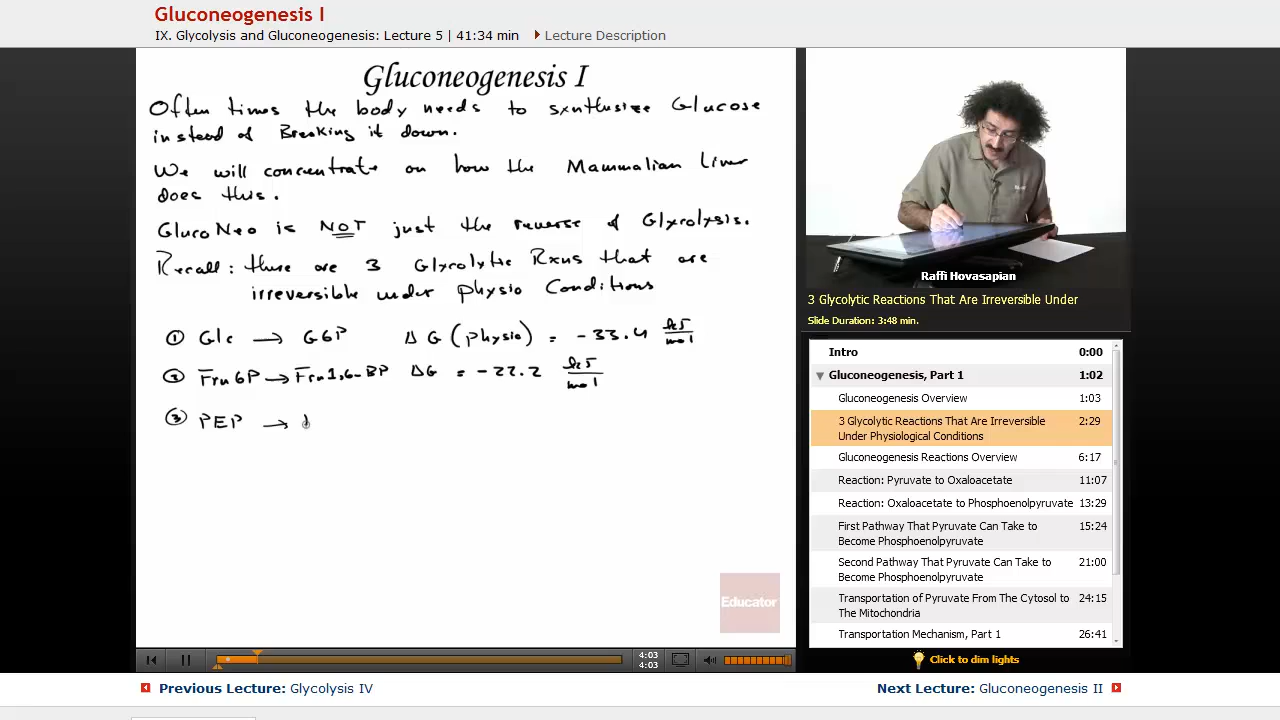 Gluconeogenesis I
IX. Glycolysis and Gluconeogenesis: Lecture 5 | 41:34 min
Lecture Description
Gluconeogenesis I
Often times the body needs to synthesize Glucose
instead of Breaking it down.
We will concentrate on how the Mammalian Liver
does this.
GlucoNeo is NOT just the reverse of Glycolysis.
Recall: there are 3 Glycolytic Rxns that are
irreversible under physio Conditions
① Glc → G6P ΔG (physio) = -33.4 kJ/mol
② Fru6P → Fru1,6-BP ΔG = -22.2 kJ/mol
③ PEP →
Educator
4:03
4:03
Raffi Hovasapian
3 Glycolytic Reactions That Are Irreversible Under
Slide Duration: 3:48 min.
Intro 0:00
Gluconeogenesis, Part 1 1:02
Gluconeogenesis Overview 1:03
3 Glycolytic Reactions That Are Irreversible 2:29
Under Physiological Conditions
Gluconeogenesis Reactions Overview 6:17
Reaction: Pyruvate to Oxaloacetate 11:07
Reaction: Oxaloacetate to Phosphoenolpyruvate 13:29
First Pathway That Pyruvate Can Take to 15:24
Become Phosphoenolpyruvate
Second Pathway That Pyruvate Can Take to 21:00
Become Phosphoenolpyruvate
Transportation of Pyruvate From The Cytosol to 24:15
The Mitochondria
Transportation Mechanism, Part 1 26:41
Click to dim lights
Previous Lecture: Glycolysis IV
Next Lecture: Gluconeogenesis II